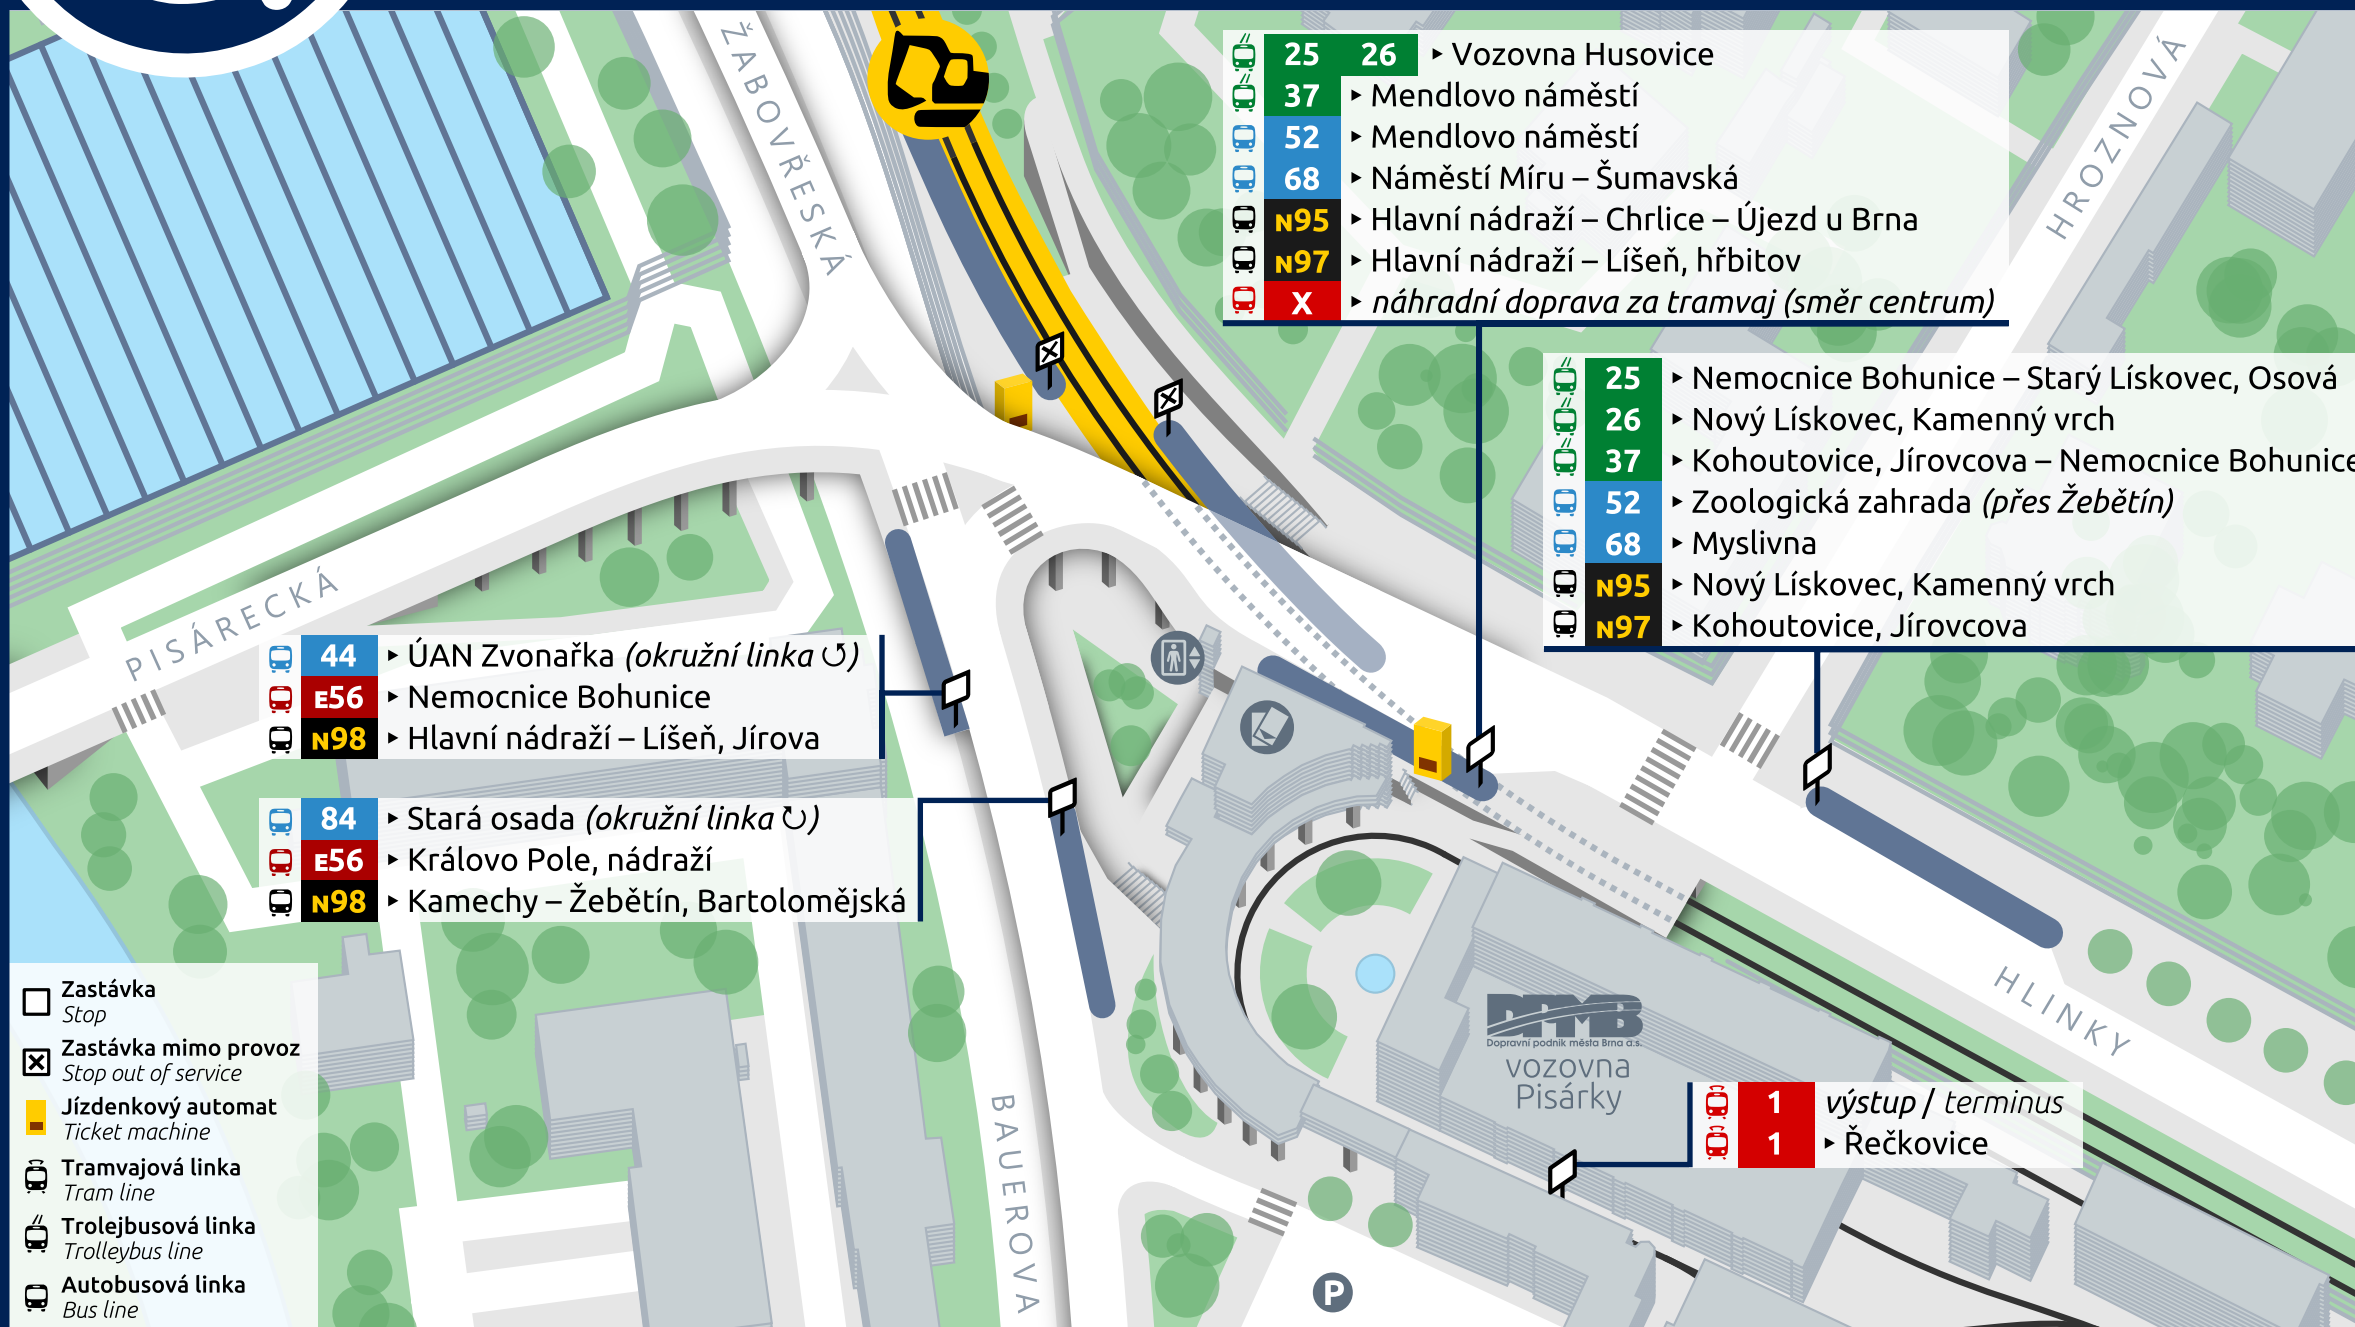 ŽABOVŘESKÁ
HROZNOVÁ
25 26 ▸ Vozovna Husovice
37 ▸ Mendlovo náměstí
52 ▸ Mendlovo náměstí
68 ▸ Náměstí Míru – Šumavská
N95 ▸ Hlavní nádraží – Chrlice – Újezd u Brna
N97 ▸ Hlavní nádraží – Líšeň, hřbitov
X ▸ náhradní doprava za tramvaj (směr centrum)
25 ▸ Nemocnice Bohunice – Starý Lískovec, Osová
26 ▸ Nový Lískovec, Kamenný vrch
37 ▸ Kohoutovice, Jírovcova – Nemocnice Bohunice
52 ▸ Zoologická zahrada (přes Žebětín)
68 ▸ Myslivna
N95 ▸ Nový Lískovec, Kamenný vrch
N97 ▸ Kohoutovice, Jírovcova
PISÁRECKÁ
44 ▸ ÚAN Zvonařka (okružní linka ↺)
E56 ▸ Nemocnice Bohunice
N98 ▸ Hlavní nádraží – Líšeň, Jírova
84 ▸ Stará osada (okružní linka ↻)
E56 ▸ Královo Pole, nádraží
N98 ▸ Kamechy – Žebětín, Bartolomějská
HLINKY
DPMB
Dopravní podnik města Brna a.s.
vozovna
Pisárky
1 výstup / terminus
1 ▸ Řečkovice
BAUEROVA
P
Zastávka
Stop
Zastávka mimo provoz
Stop out of service
Jízdenkový automat
Ticket machine
Tramvajová linka
Tram line
Trolejbusová linka
Trolleybus line
Autobusová linka
Bus line